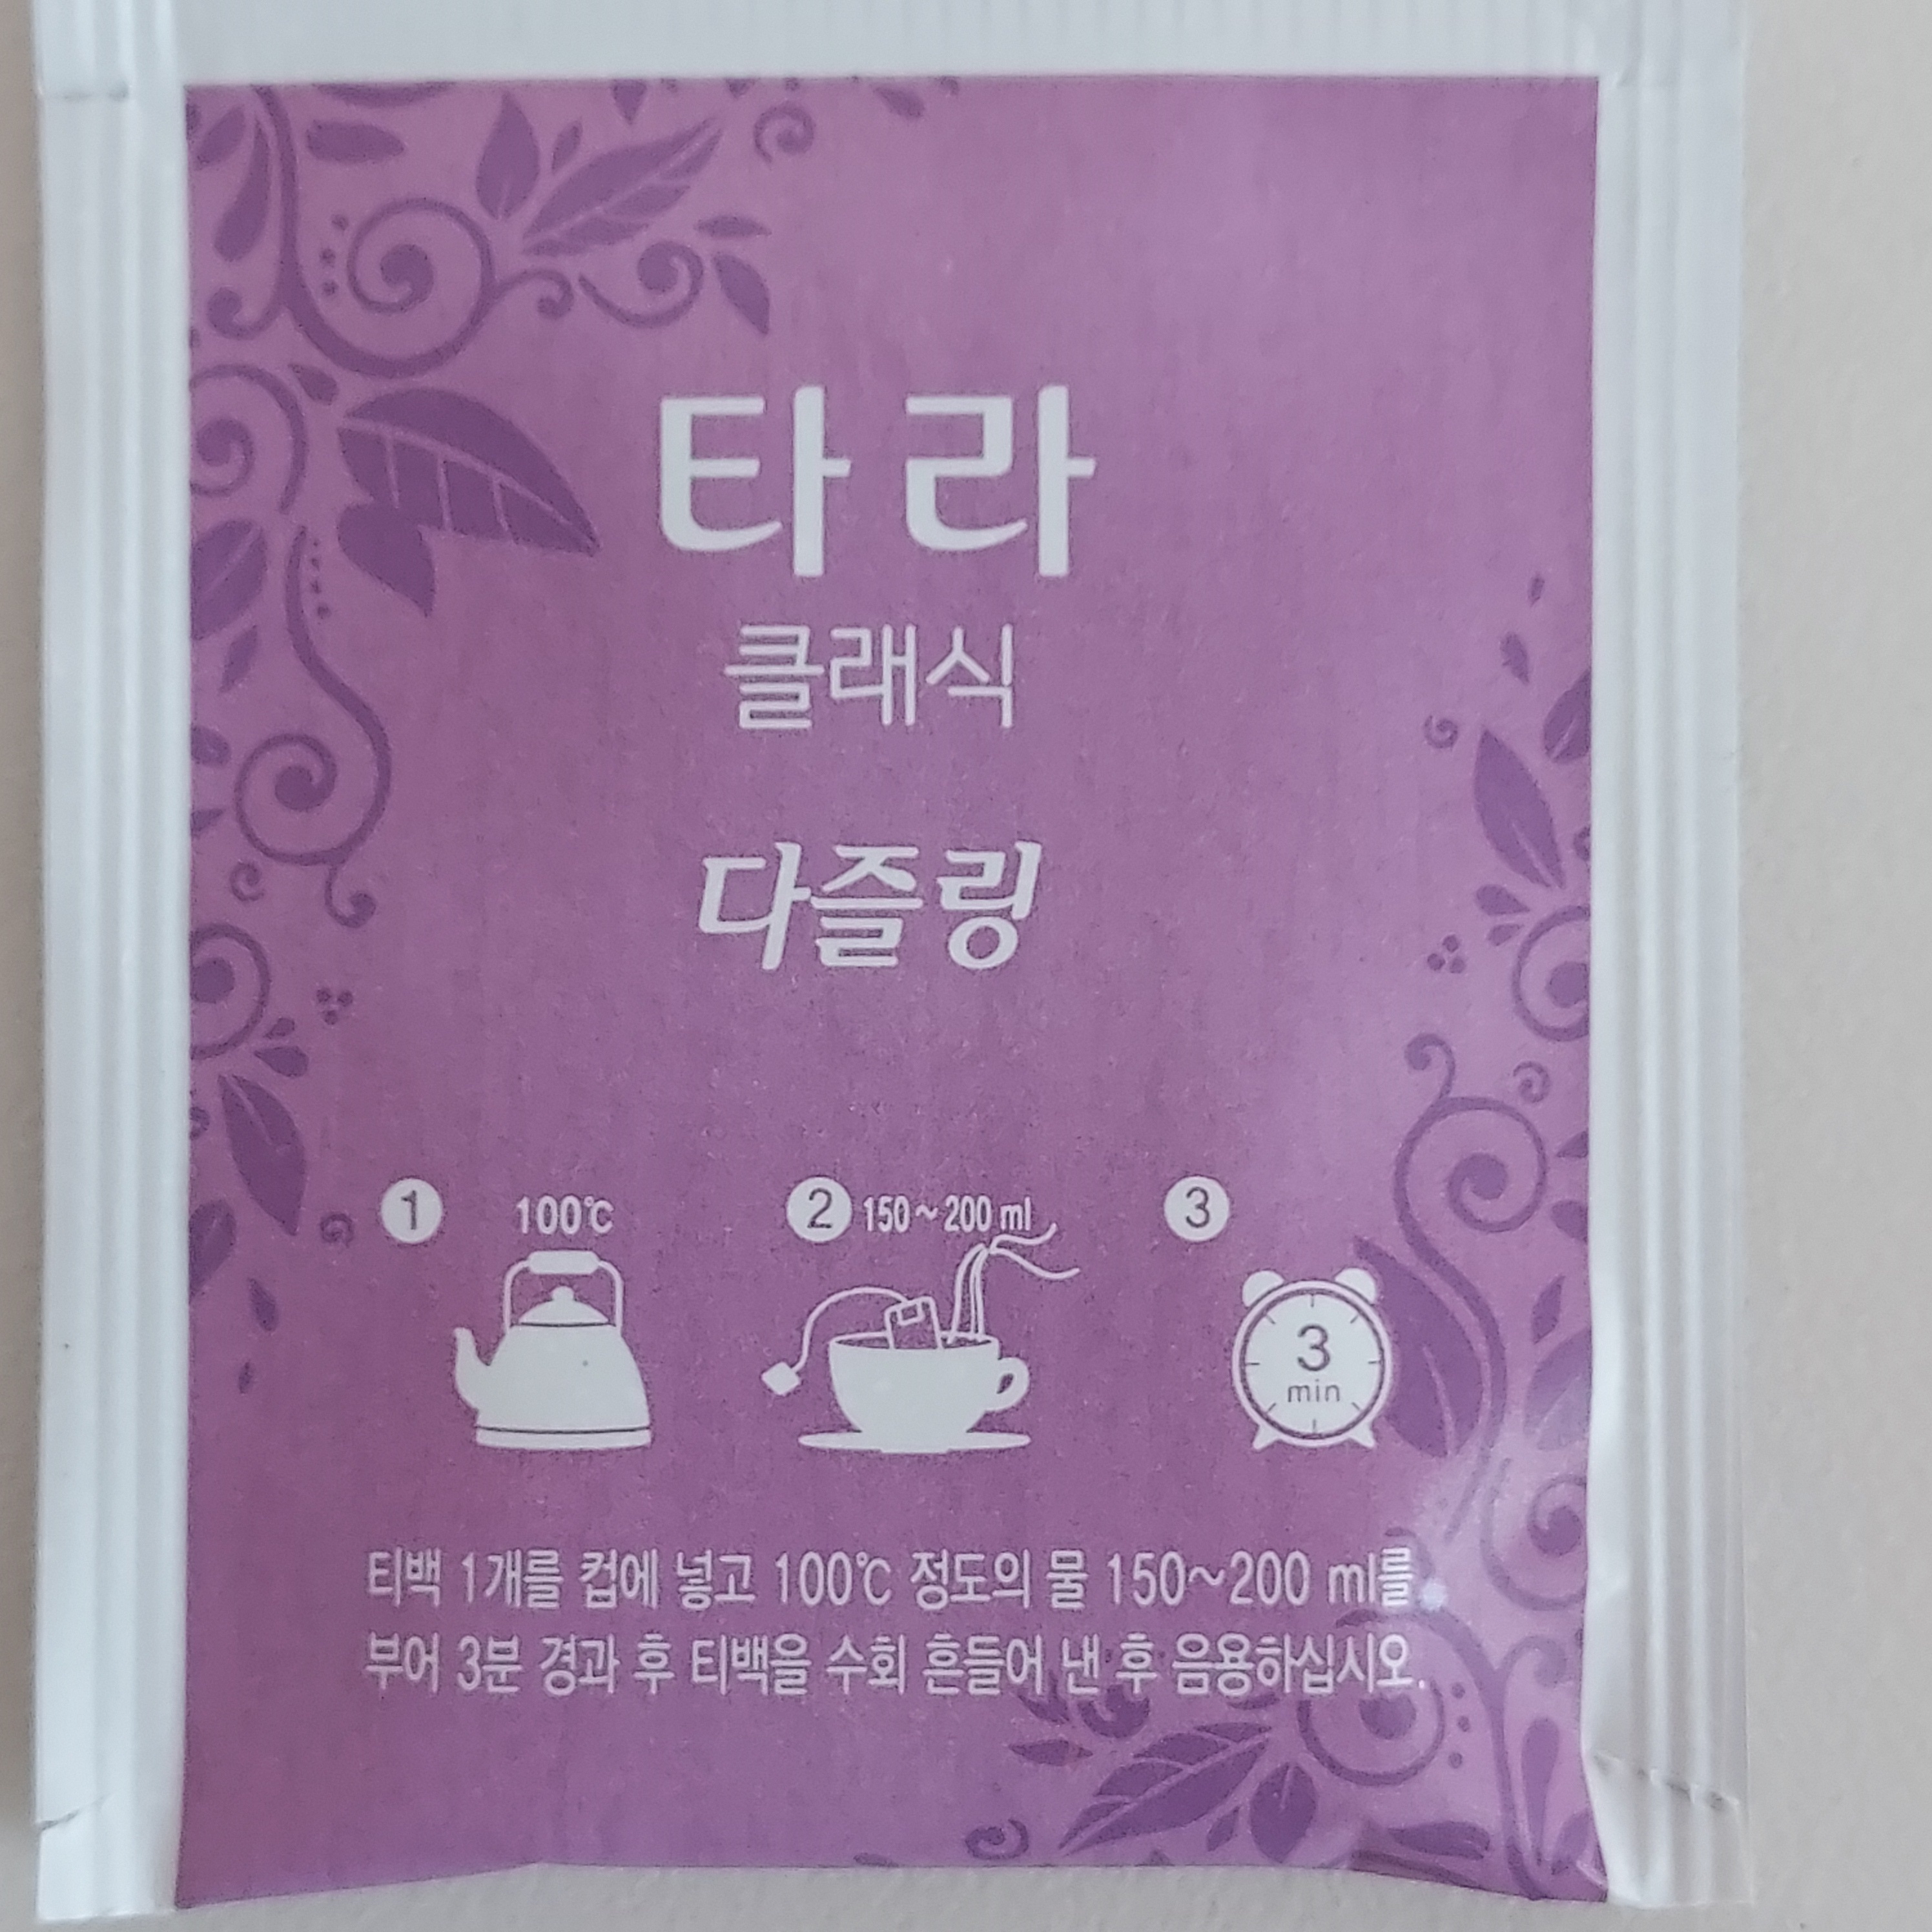 타라
클래식
다즐링
1 100℃ 2 150~200 ml 3
3
min
티백 1개를 컵에 넣고 100℃ 정도의 물 150~200 ml를
부어 3분 경과 후 티백을 수회 흔들어 낸 후 음용하십시오.